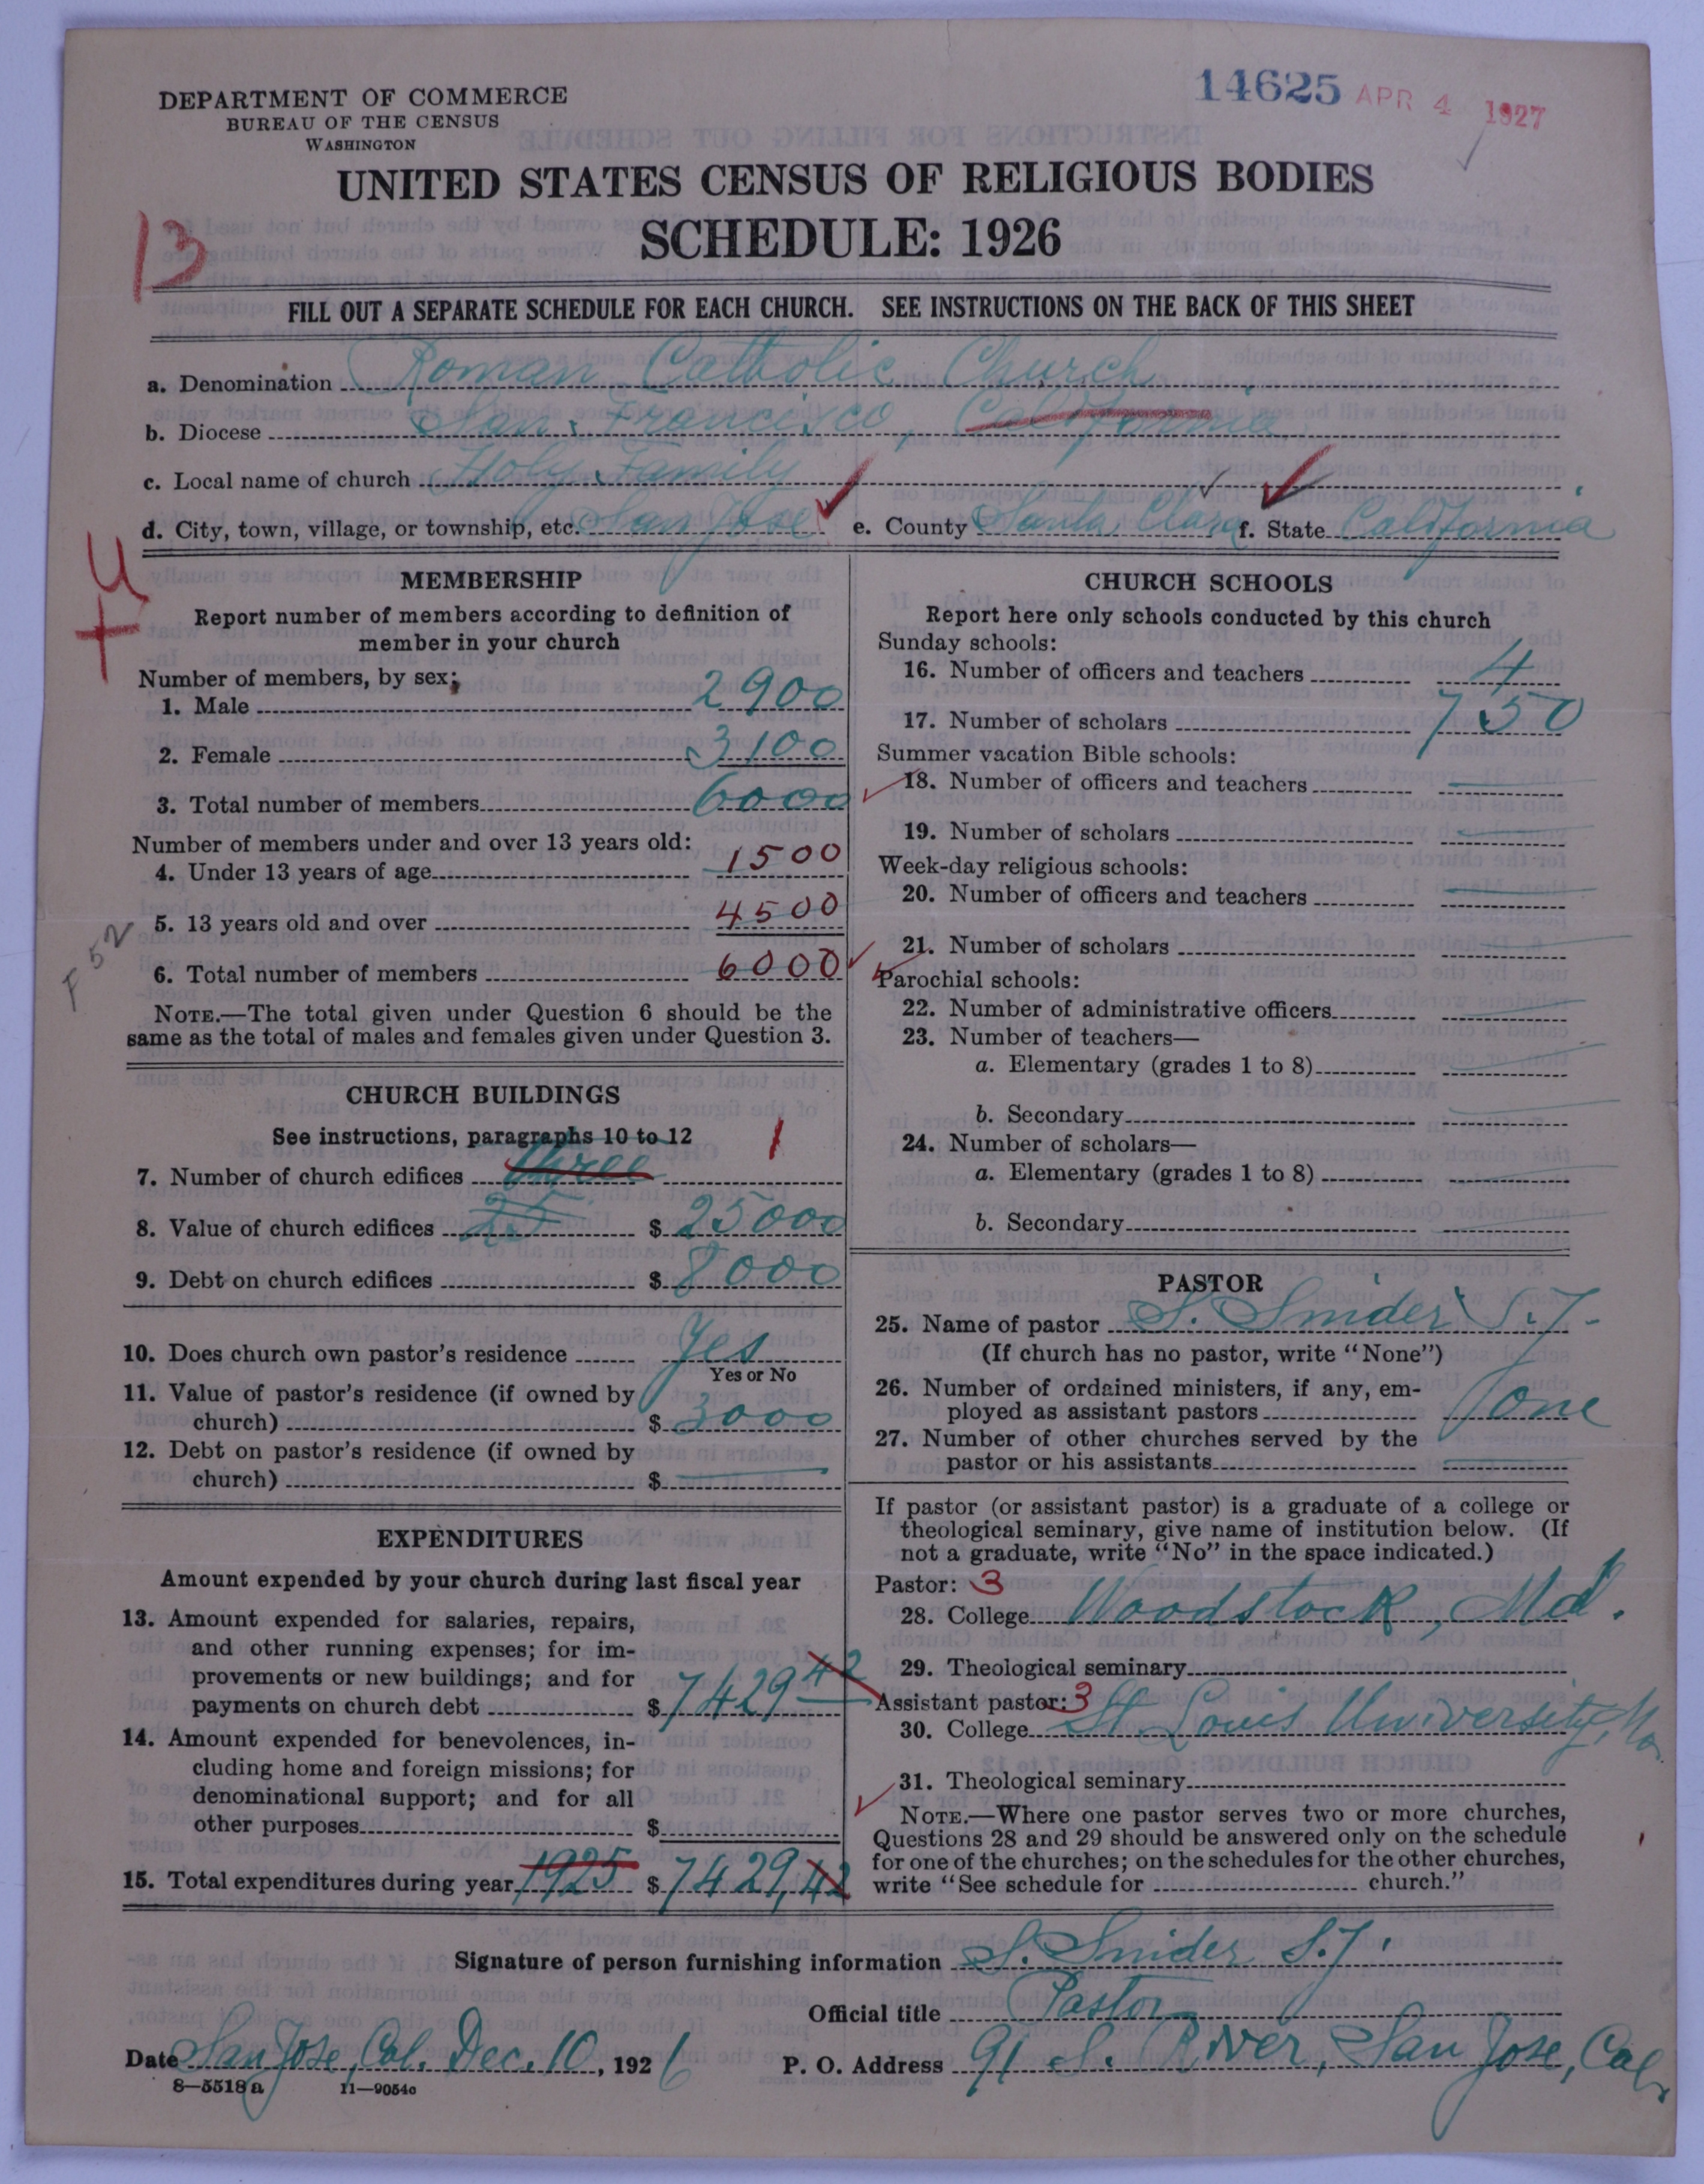 14625 APR 4 1927
DEPARTMENT OF COMMERCE
BUREAU OF THE CENSUS
WASHINGTON
UNITED STATES CENSUS OF RELIGIOUS BODIES
SCHEDULE: 1926
13
FILL OUT A SEPARATE SCHEDULE FOR EACH CHURCH. SEE INSTRUCTIONS ON THE BACK OF THIS SHEET
a. Denomination Roman Catholic Church
b. Diocese San Francisco, California
c. Local name of church Holy Family
d. City, town, village, or township, etc. San Jose e. County Santa Clara f. State California
U
MEMBERSHIP
Report number of members according to definition of
member in your church
Number of members, by sex;
1. Male 2900
2. Female 3100
3. Total number of members 6000
Number of members under and over 13 years old:
4. Under 13 years of age 1500
5. 13 years old and over 4500
F 52
6. Total number of members 6000
NOTE.—The total given under Question 6 should be the
same as the total of males and females given under Question 3.
CHURCH BUILDINGS
See instructions, paragraphs 10 to 12 1
7. Number of church edifices three
8. Value of church edifices 25 $ 25000
9. Debt on church edifices $ 8000
10. Does church own pastor's residence Yes
Yes or No
11. Value of pastor's residence (if owned by
church) $ 3000
12. Debt on pastor's residence (if owned by
church) $
EXPENDITURES
Amount expended by your church during last fiscal year
13. Amount expended for salaries, repairs,
and other running expenses; for im-
provements or new buildings; and for
payments on church debt $ 7429 42
14. Amount expended for benevolences, in-
cluding home and foreign missions; for
denominational support; and for all
other purposes $
15. Total expenditures during year 1925 $ 7429,42
CHURCH SCHOOLS
Report here only schools conducted by this church
Sunday schools:
16. Number of officers and teachers 4
17. Number of scholars 750
Summer vacation Bible schools:
18. Number of officers and teachers
19. Number of scholars
Week-day religious schools:
20. Number of officers and teachers
21. Number of scholars
Parochial schools:
22. Number of administrative officers
23. Number of teachers—
a. Elementary (grades 1 to 8)
b. Secondary
24. Number of scholars—
a. Elementary (grades 1 to 8)
b. Secondary
PASTOR
25. Name of pastor S. Snider S.J.
(If church has no pastor, write "None")
26. Number of ordained ministers, if any, em-
ployed as assistant pastors one
27. Number of other churches served by the
pastor or his assistants
If pastor (or assistant pastor) is a graduate of a college or
theological seminary, give name of institution below. (If
not a graduate, write "No" in the space indicated.)
Pastor: 3
28. College Woodstock, Md.
29. Theological seminary
Assistant pastor: 3
30. College St. Louis University, Mo.
31. Theological seminary
NOTE.—Where one pastor serves two or more churches,
Questions 28 and 29 should be answered only on the schedule
for one of the churches; on the schedules for the other churches,
write "See schedule for church."
Signature of person furnishing information S. Snider S.J.
Official title Pastor
Date San Jose, Cal. Dec. 10, 1926 P. O. Address 91 S. River, San Jose, Cal.
8—5518a 11—9054c